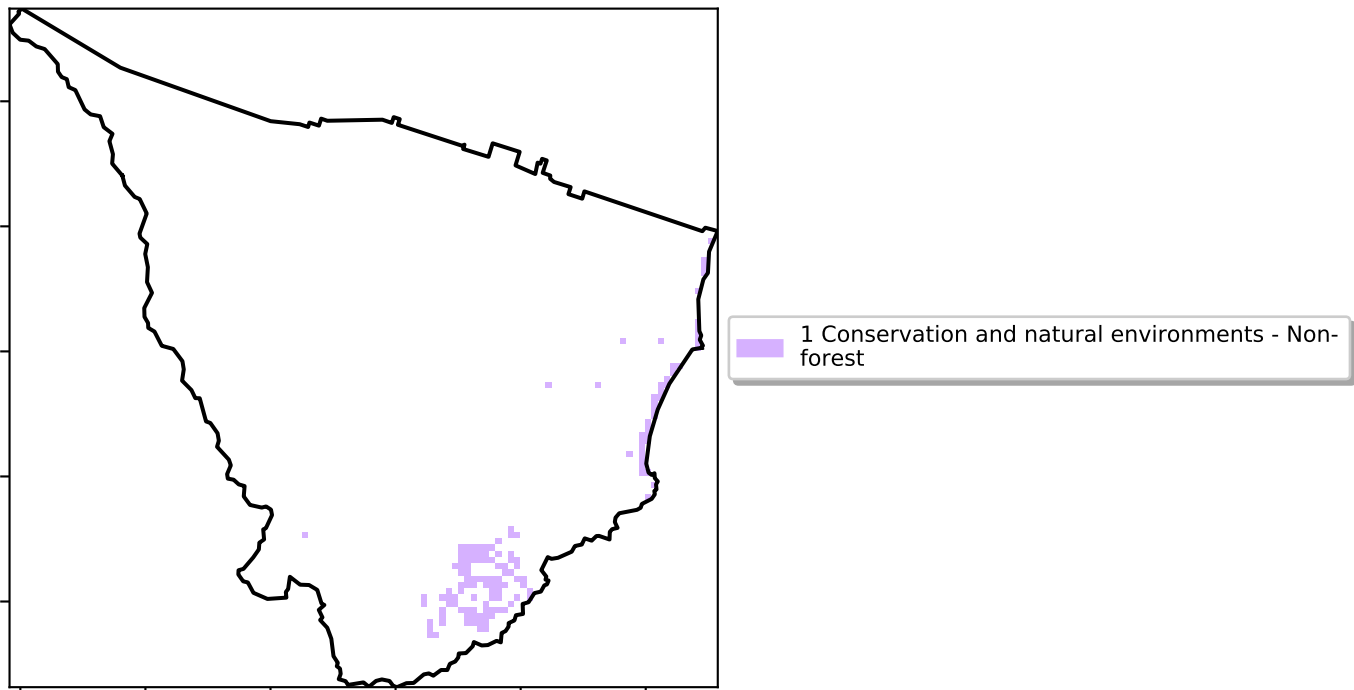 1 Conservation and natural environments - Non-
forest